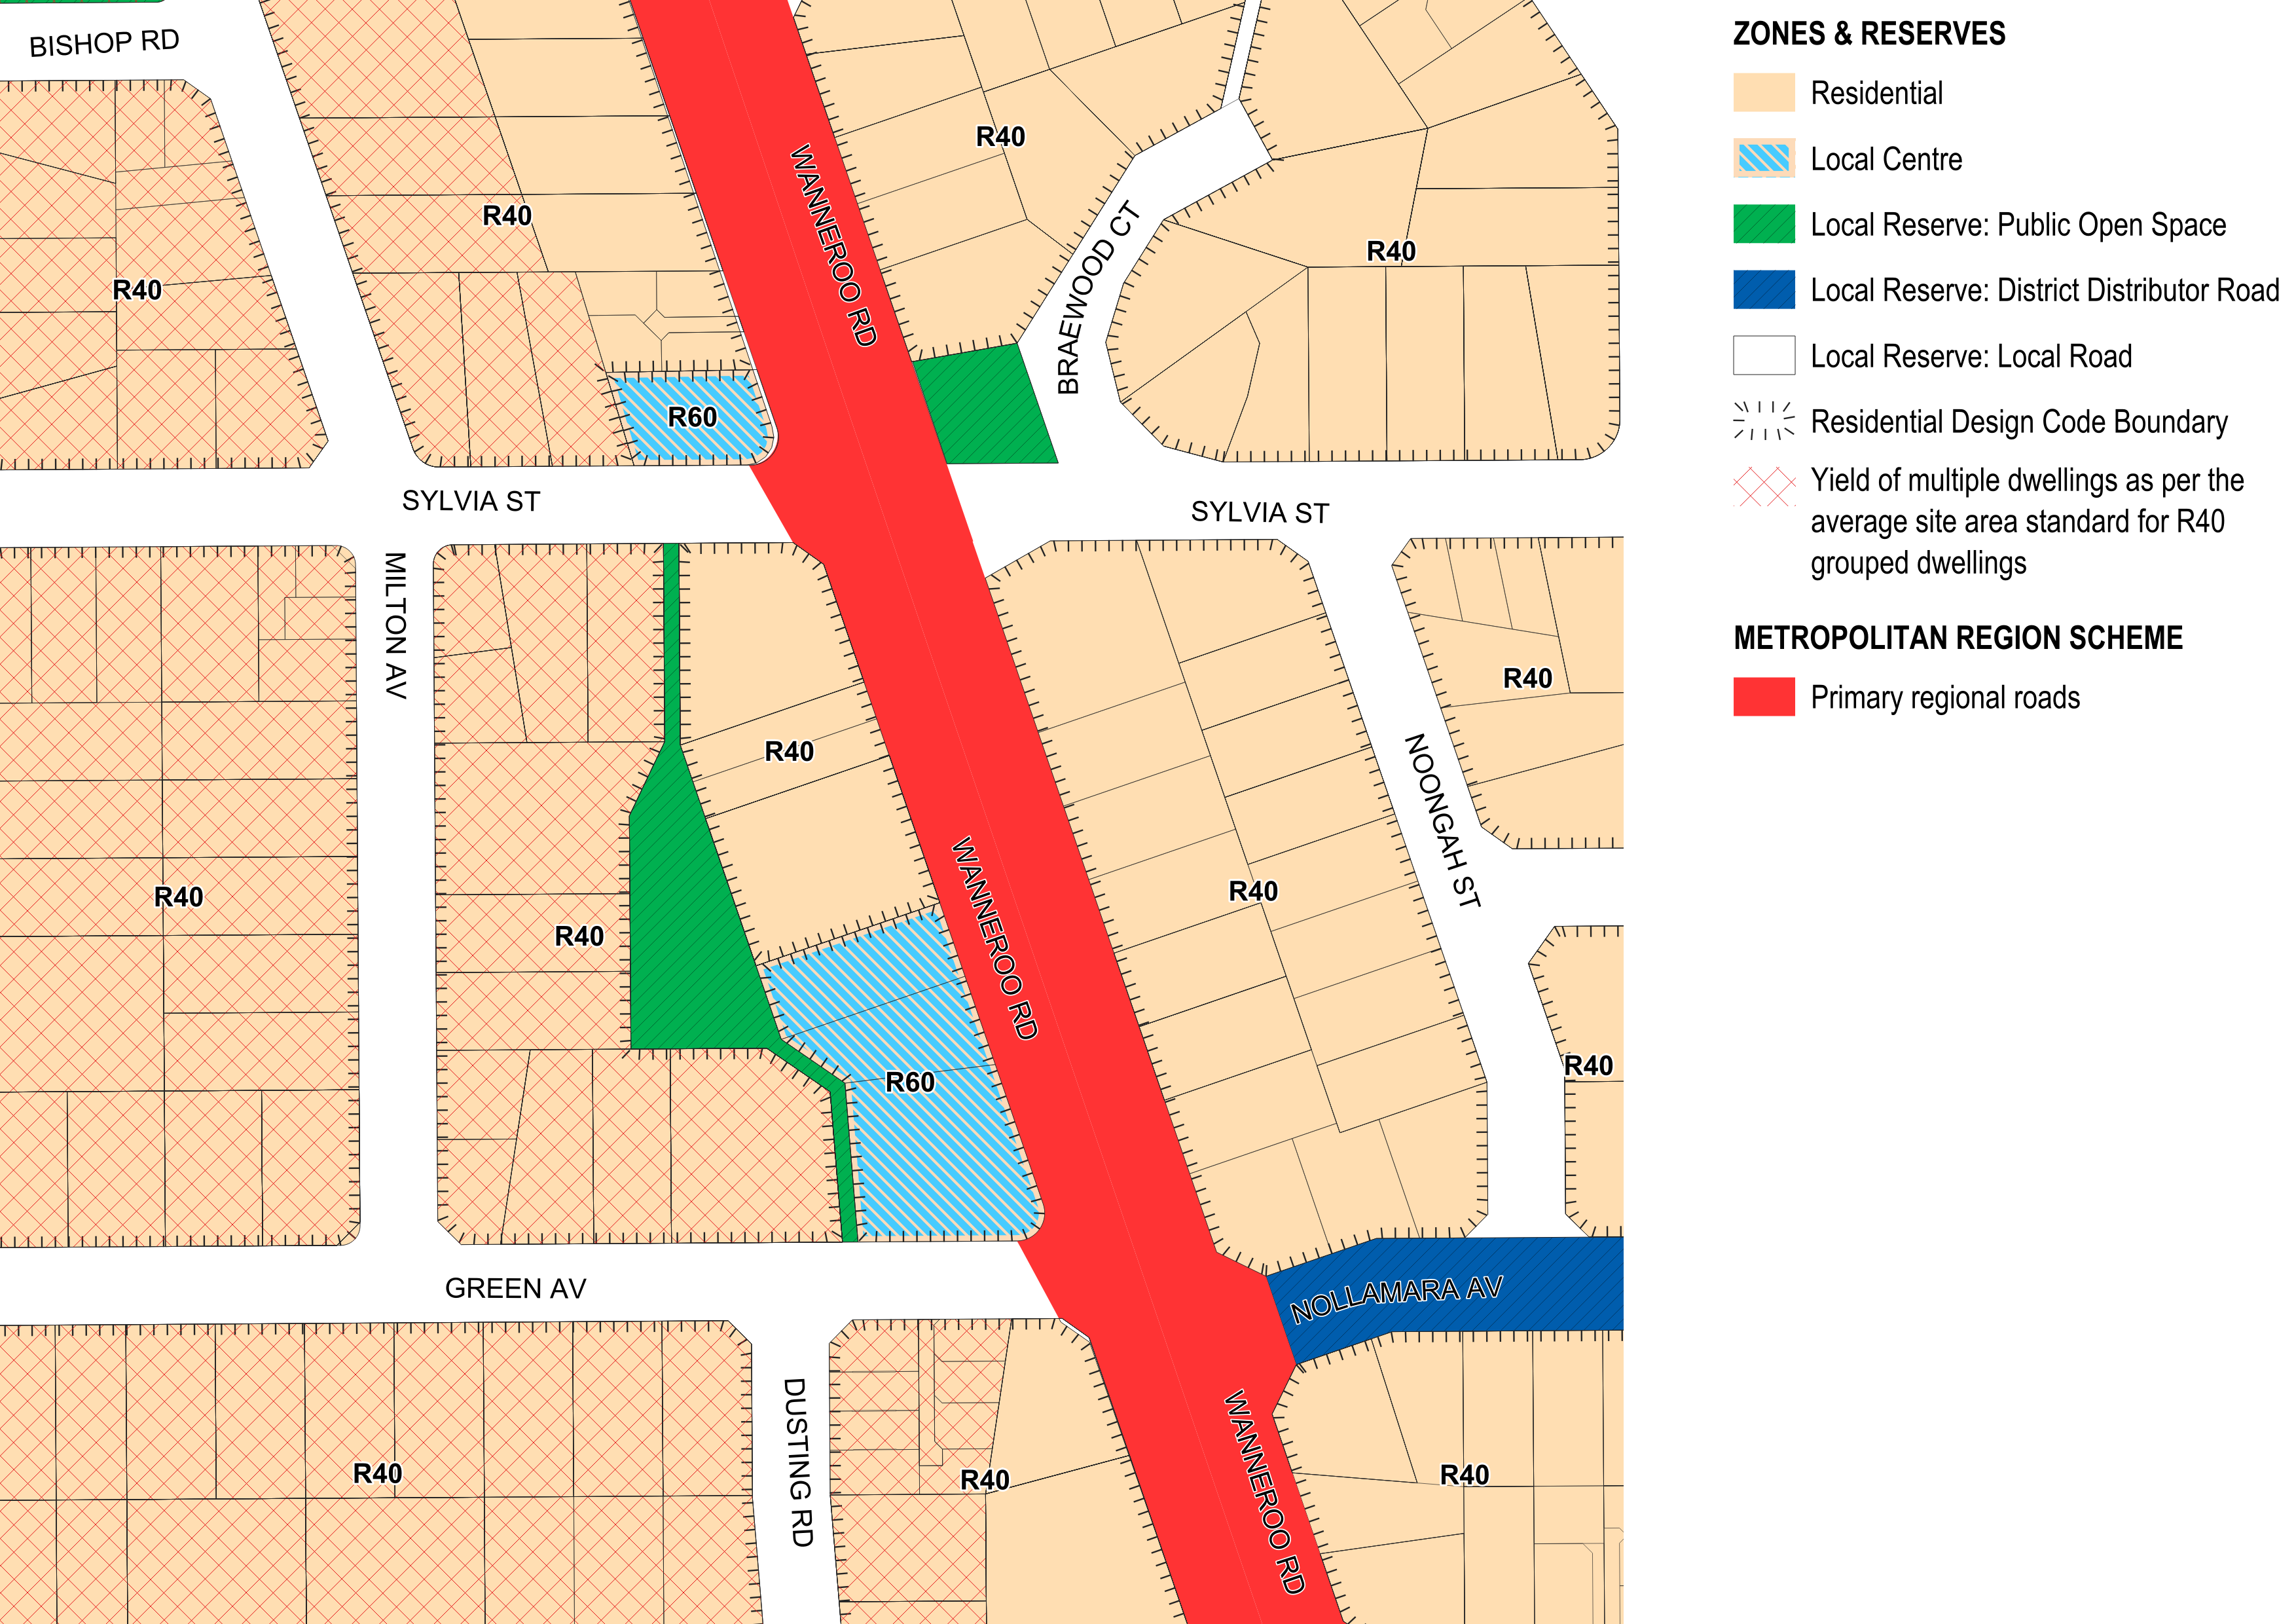 BISHOP RD
R40
R40
WANNEROO RD
R40
BRAEWOOD CT
R40
R60
SYLVIA ST
SYLVIA ST
MILTON AV
R40
R40
NOONGAH ST
WANNEROO RD
R40
R40
R40
R60
R40
GREEN AV
NOLLAMARA AV
DUSTING RD
WANNEROO RD
R40
R40
R40
ZONES & RESERVES
Residential
Local Centre
Local Reserve: Public Open Space
Local Reserve: District Distributor Road
Local Reserve: Local Road
Residential Design Code Boundary
Yield of multiple dwellings as per the
average site area standard for R40
grouped dwellings
METROPOLITAN REGION SCHEME
Primary regional roads